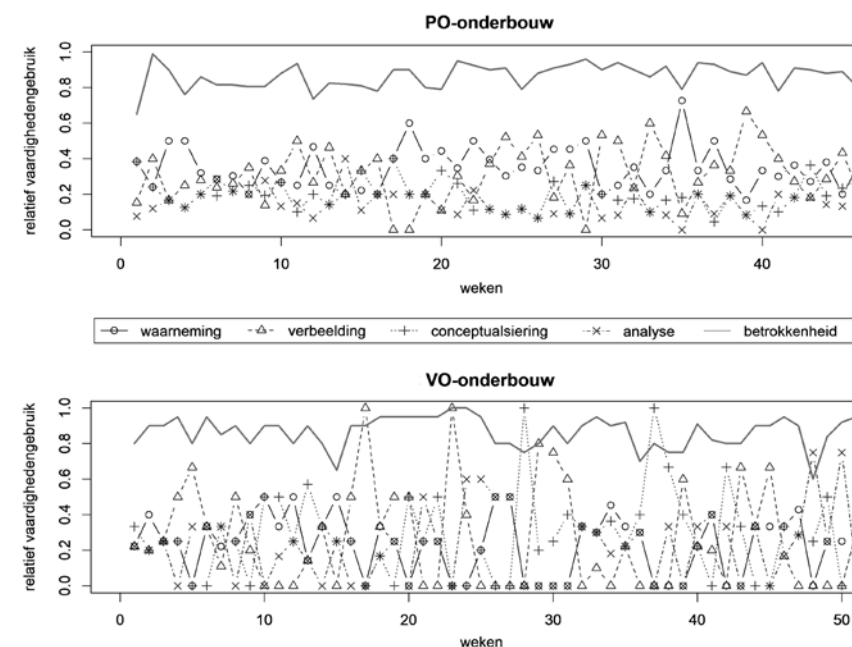 PO-onderbouw
relatief vaardighedengebruik
1.0
0.8
0.6
0.4
0.2
0.0
0 10 20 30 40
weken
waarneming verbeelding conceptualsiering analyse betrokkenheid
VO-onderbouw
relatief vaardighedengebruik
1.0
0.8
0.6
0.4
0.2
0.0
0 10 20 30 40 50
weken